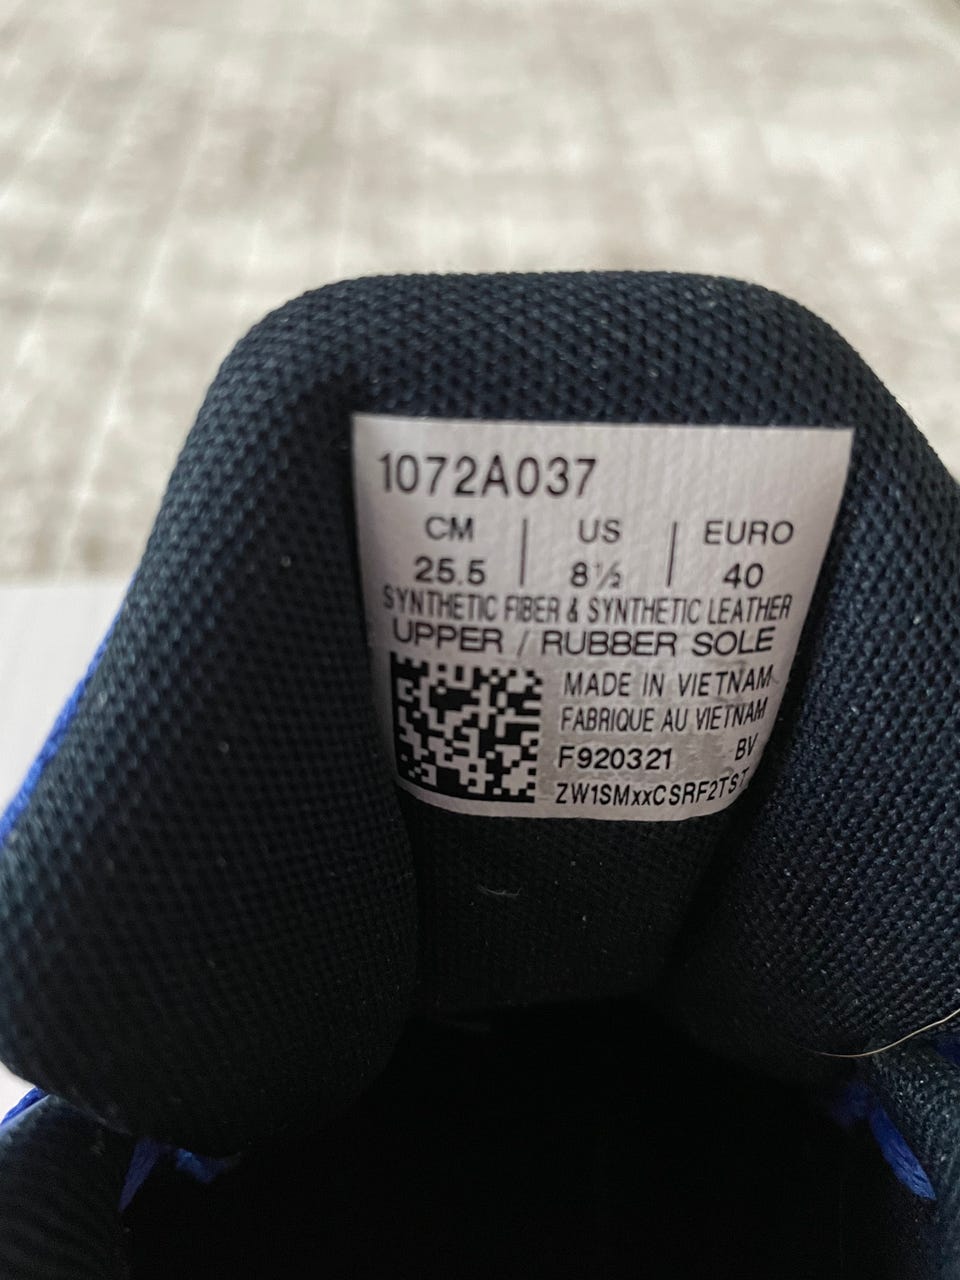 1072A037
CM | US | EURO
25.5 | 8½ | 40
SYNTHETIC FIBER & SYNTHETIC LEATHER
UPPER / RUBBER SOLE
MADE IN VIETNAM
FABRIQUE AU VIETNAM
F920321 BV
ZW1SMxxCSRF2TST